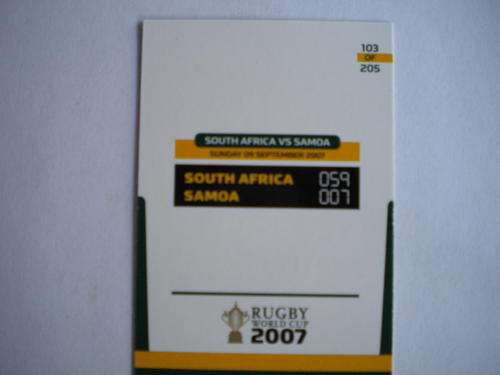 103
OF
205
SOUTH AFRICA VS SAMOA
SUNDAY 09 SEPTEMBER 2007
SOUTH AFRICA 059
SAMOA 007
RUGBY
WORLD CUP
2007